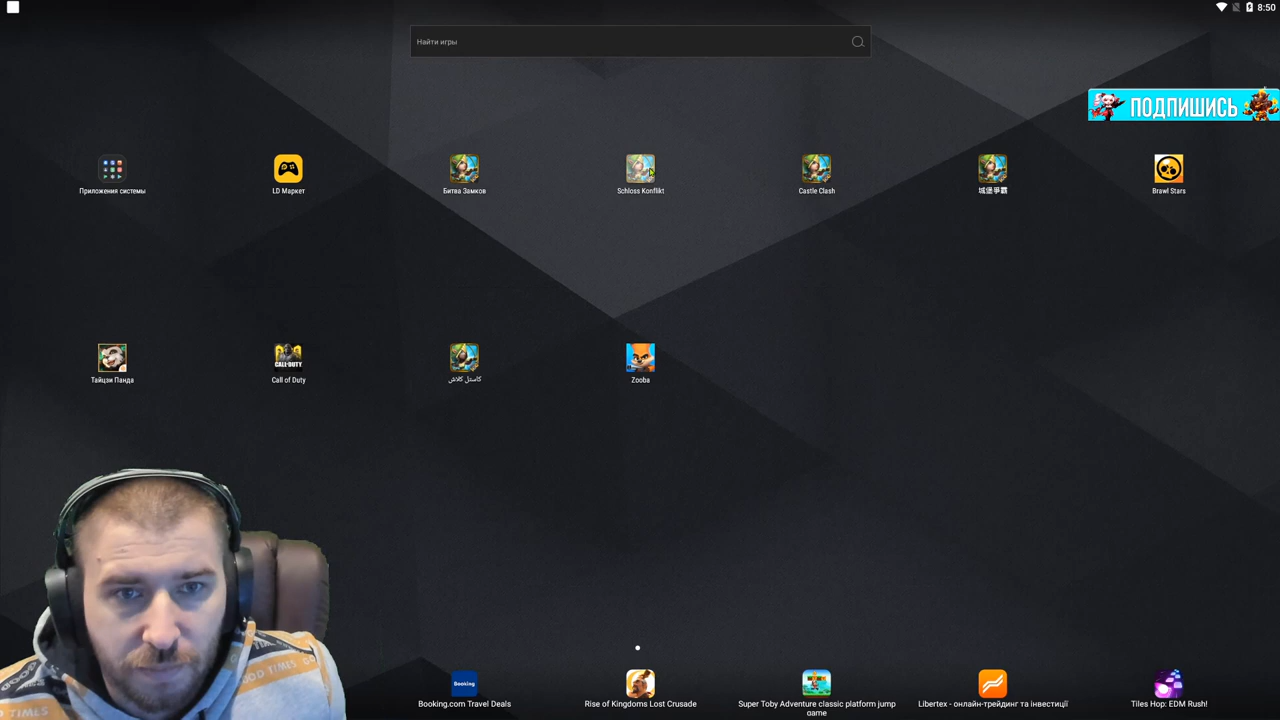 8:50
Найти игры
ПОДПИШИСЬ
Приложения системы
LD Маркет
Битва Замков
Schloss Konflikt
Castle Clash
城堡爭霸
Brawl Stars
Тайцзи Панда
CALL OF DUTY
Call of Duty
كاستل كلاش
Zooba
GOOD TIMES
Booking
Booking.com Travel Deals
Rise of Kingdoms Lost Crusade
Super Toby Adventure classic platform jump
game
Libertex - онлайн-трейдинг та інвестиції
Tiles Hop: EDM Rush!